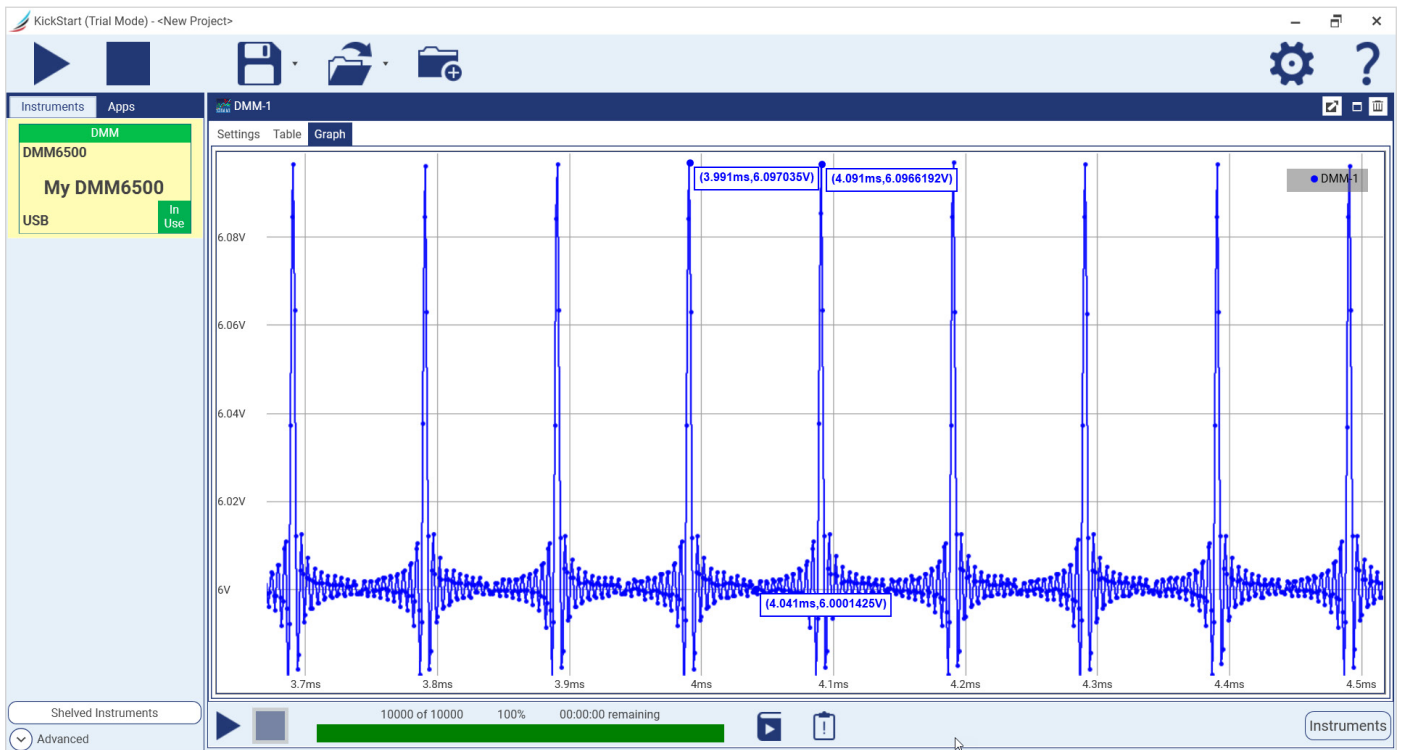 KickStart (Trial Mode) - <New Project>
Instruments Apps
DMM
DMM6500
My DMM6500
USB
In
Use
DMM-1
Settings Table Graph
(3.991ms,6.097035V) (4.091ms,6.0966192V)
DMM-1
6.08V
6.06V
6.04V
6.02V
6V
(4.041ms,6.0001425V)
3.7ms 3.8ms 3.9ms 4ms 4.1ms 4.2ms 4.3ms 4.4ms 4.5ms
Shelved Instruments
Advanced
10000 of 10000 100% 00:00:00 remaining
Instruments